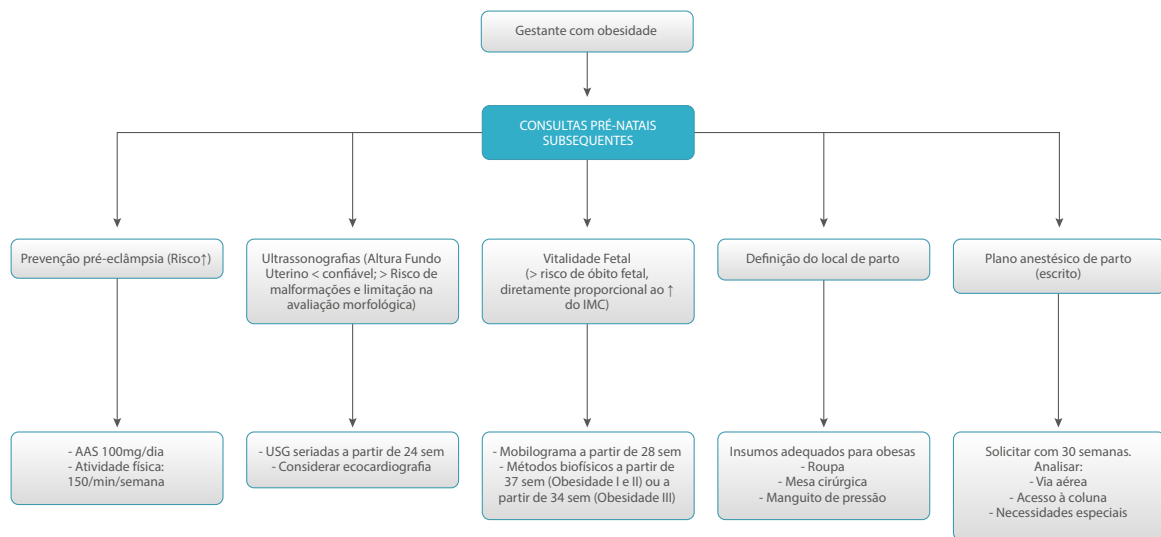 Gestante com obesidade
CONSULTAS PRÉ-NATAIS
SUBSEQUENTES
Prevenção pré-eclâmpsia (Risco↑)
Ultrassonografias (Altura Fundo
Uterino < confiável; > Risco de
malformações e limitação na
avaliação morfológica)
Vitalidade Fetal
(> risco de óbito fetal,
diretamente proporcional ao ↑
do IMC)
Definição do local de parto
Plano anestésico de parto
(escrito)
- AAS 100mg/dia
- Atividade física:
150/min/semana
- USG seriadas a partir de 24 sem
- Considerar ecocardiografia
- Mobilograma a partir de 28 sem
- Métodos biofísicos a partir de
37 sem (Obesidade I e II) ou a
partir de 34 sem (Obesidade III)
Insumos adequados para obesas
- Roupa
- Mesa cirúrgica
- Manguito de pressão
Solicitar com 30 semanas.
Analisar:
- Via aérea
- Acesso à coluna
- Necessidades especiais